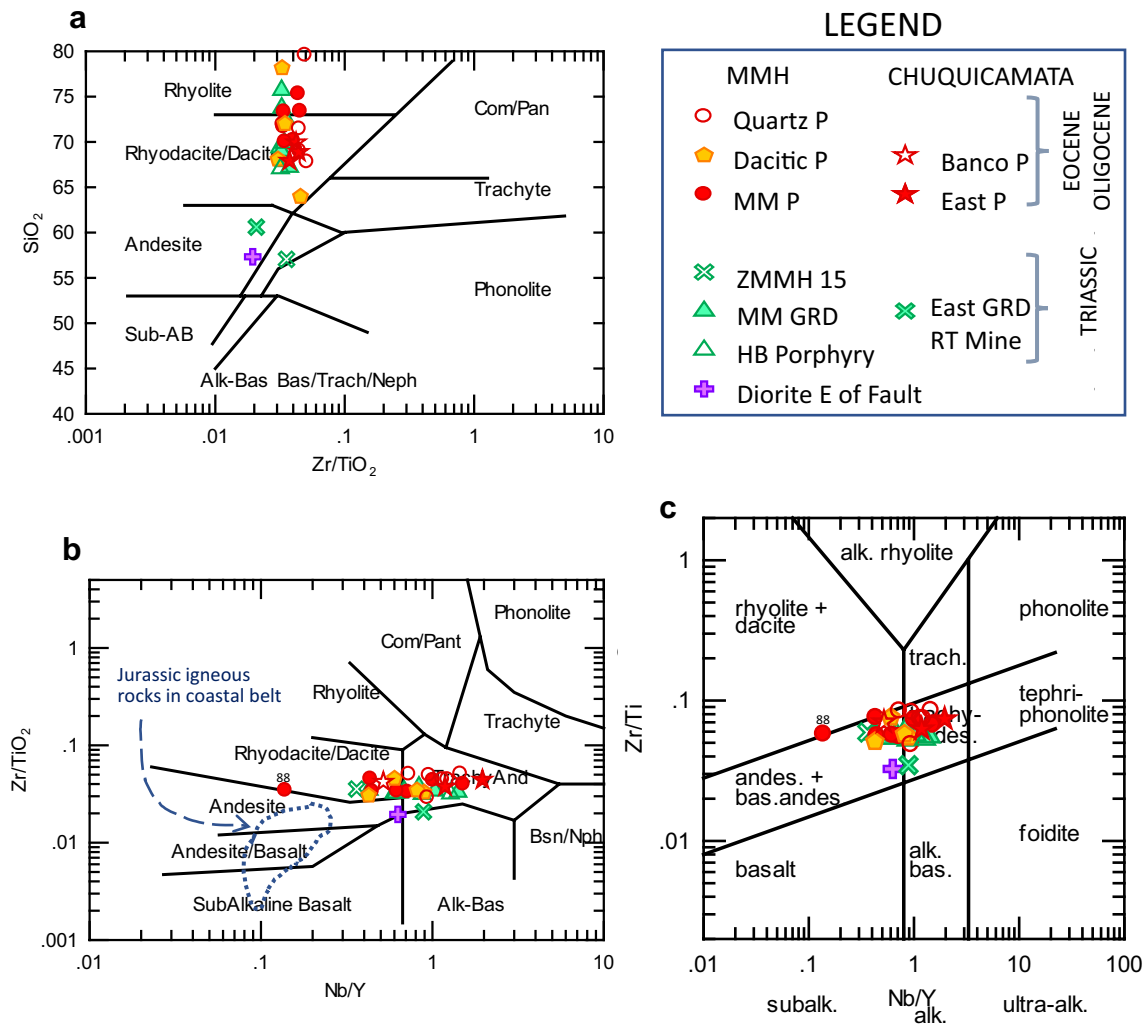 a
80
75
70
65
60
55
50
45
40
SiO2
Rhyolite
Com/Pan
Rhyodacite/Dacit
Trachyte
Andesite
Phonolite
Sub-AB
Alk-Bas Bas/Trach/Neph
.001 .01 .1 1 10
Zr/TiO2
LEGEND
MMH CHUQUICAMATA
Quartz P
Dacitic P Banco P
MM P East P
EOCENE
OLIGOCENE
ZMMH 15
MM GRD East GRD
HB Porphyry RT Mine
Diorite E of Fault
TRIASSIC
b
1
.1
.01
.001
Zr/TiO2
Phonolite
Com/Pant
Jurassic igneous
rocks in coastal belt
Rhyolite
Trachyte
Rhyodacite/Dacite
88
Trach And
Andesite
Andesite/Basalt
Bsn/Nph
SubAlkaline Basalt Alk-Bas
.01 .1 1 10
Nb/Y
c
1
.1
.01
Zr/Ti
alk. rhyolite
rhyolite +
dacite
phonolite
trach.
tephri-
phonolite
88
des.
andes. +
bas.andes
foidite
basalt
alk.
bas.
.01 .1 1 10 100
Nb/Y
subalk. alk. ultra-alk.